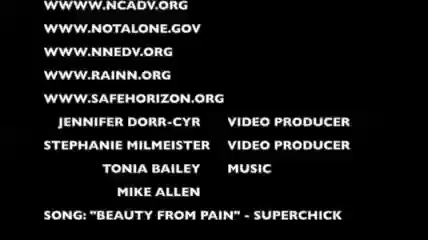 WWWW.NCADV.ORG
WWW.NOTALONE.GOV
WWW.NNEDV.ORG
WWW.RAINN.ORG
WWW.SAFEHORIZON.ORG
JENNIFER DORR-CYR VIDEO PRODUCER
STEPHANIE MILMEISTER VIDEO PRODUCER
TONIA BAILEY MUSIC
MIKE ALLEN
SONG: "BEAUTY FROM PAIN" - SUPERCHICK